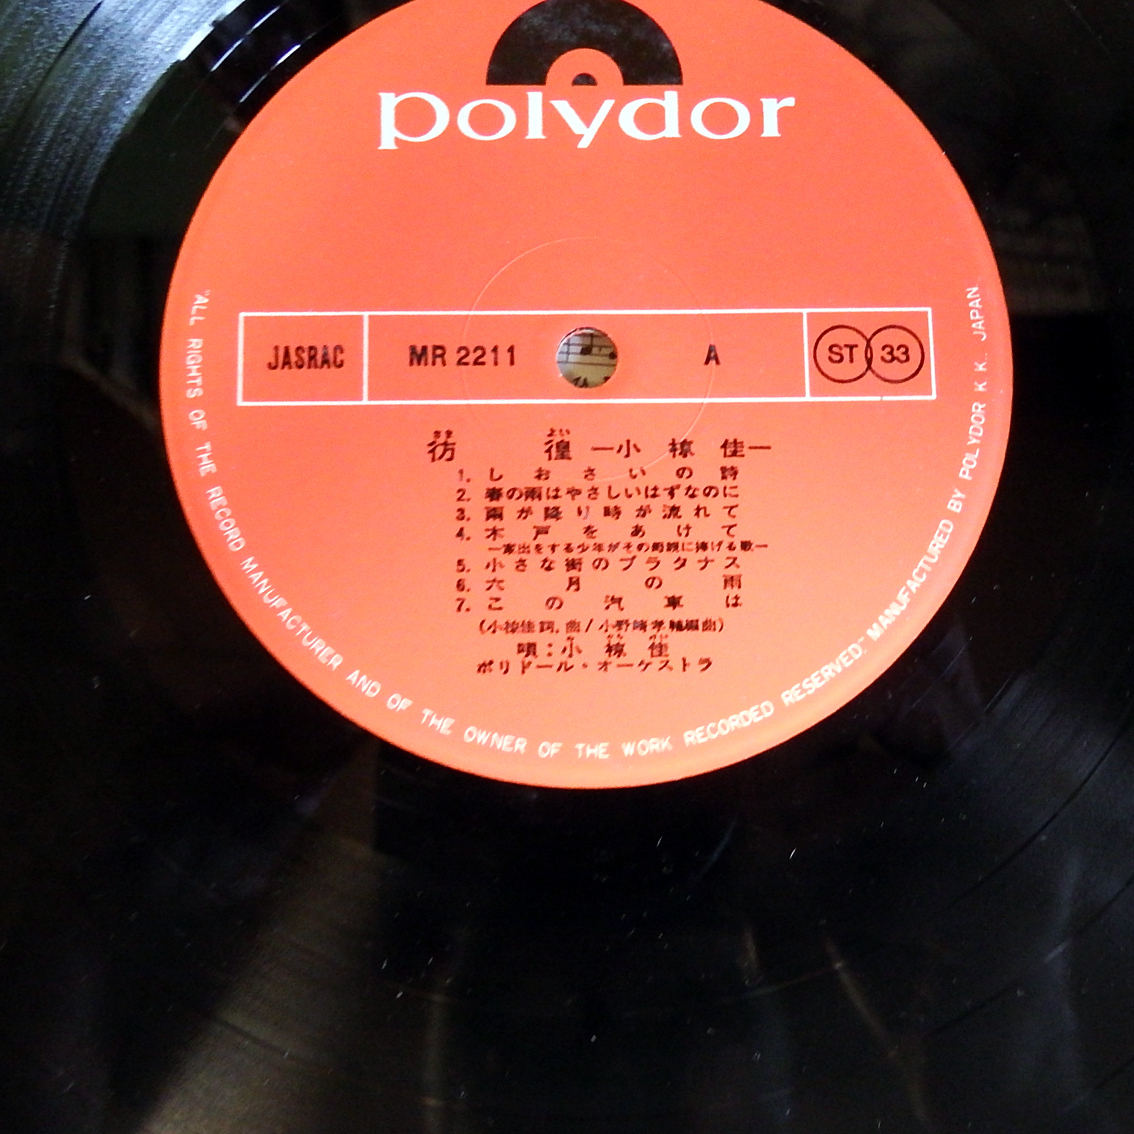 polydor
JASRAC MR 2211 A ST 33
さま よい
彷徨 —小椋佳—
1. しおさいの詩
2. 春の雨はやさしいはずなのに
3. 雨が降り時が流れて
4. 木戸をあけて
—家出をする少年がその母親に捧げる歌—
5. 小さな街のプラタナス
6. 六月の雨
7. この汽車は
(小椋佳詞,曲/小野崎孝輔編曲)
唄:小椋佳
ポリドール・オーケストラ
"ALL RIGHTS OF THE RECORD MANUFACTURER AND OF THE OWNER OF THE WORK RECORDED RESERVED." MANUFACTURED BY POLYDOR K.K., JAPAN